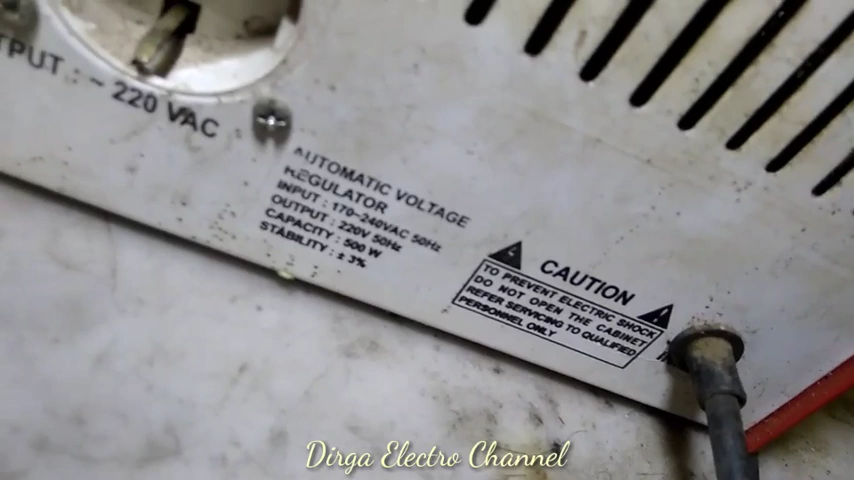 TPUT : ~ 220 VAC
AUTOMATIC VOLTAGE
REGULATOR
INPUT : 170~240VAC 50Hz
OUTPUT : 220V 50Hz
CAPACITY : 500 W
STABILITY : ± 3%
CAUTION
TO PREVENT ELECTRIC SHOCK
DO NOT OPEN THE CABINET
REFER SERVICING TO QUALIFIED
PERSONNEL ONLY
Dirga Electro Channel